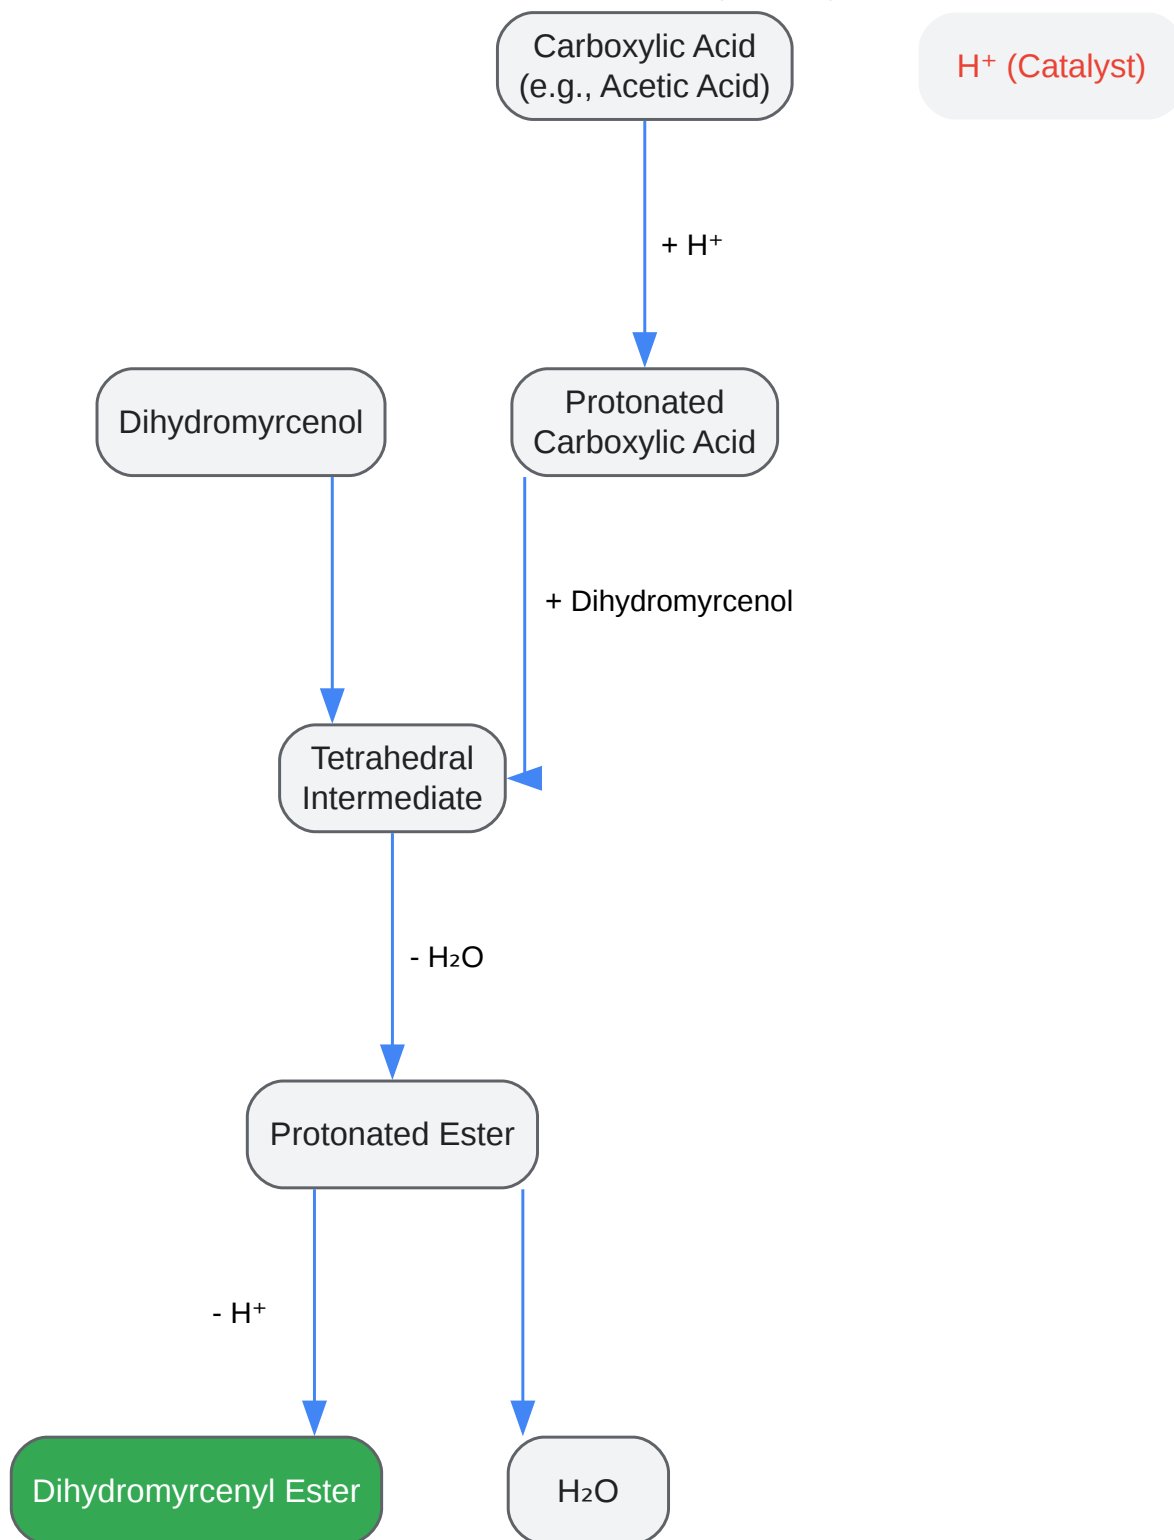 Carboxylic Acid
(e.g., Acetic Acid)
H⁺ (Catalyst)
+ H⁺
Dihydromyrcenol
Protonated
Carboxylic Acid
+ Dihydromyrcenol
Tetrahedral
Intermediate
- H₂O
Protonated Ester
- H⁺
Dihydromyrcenyl Ester
H₂O